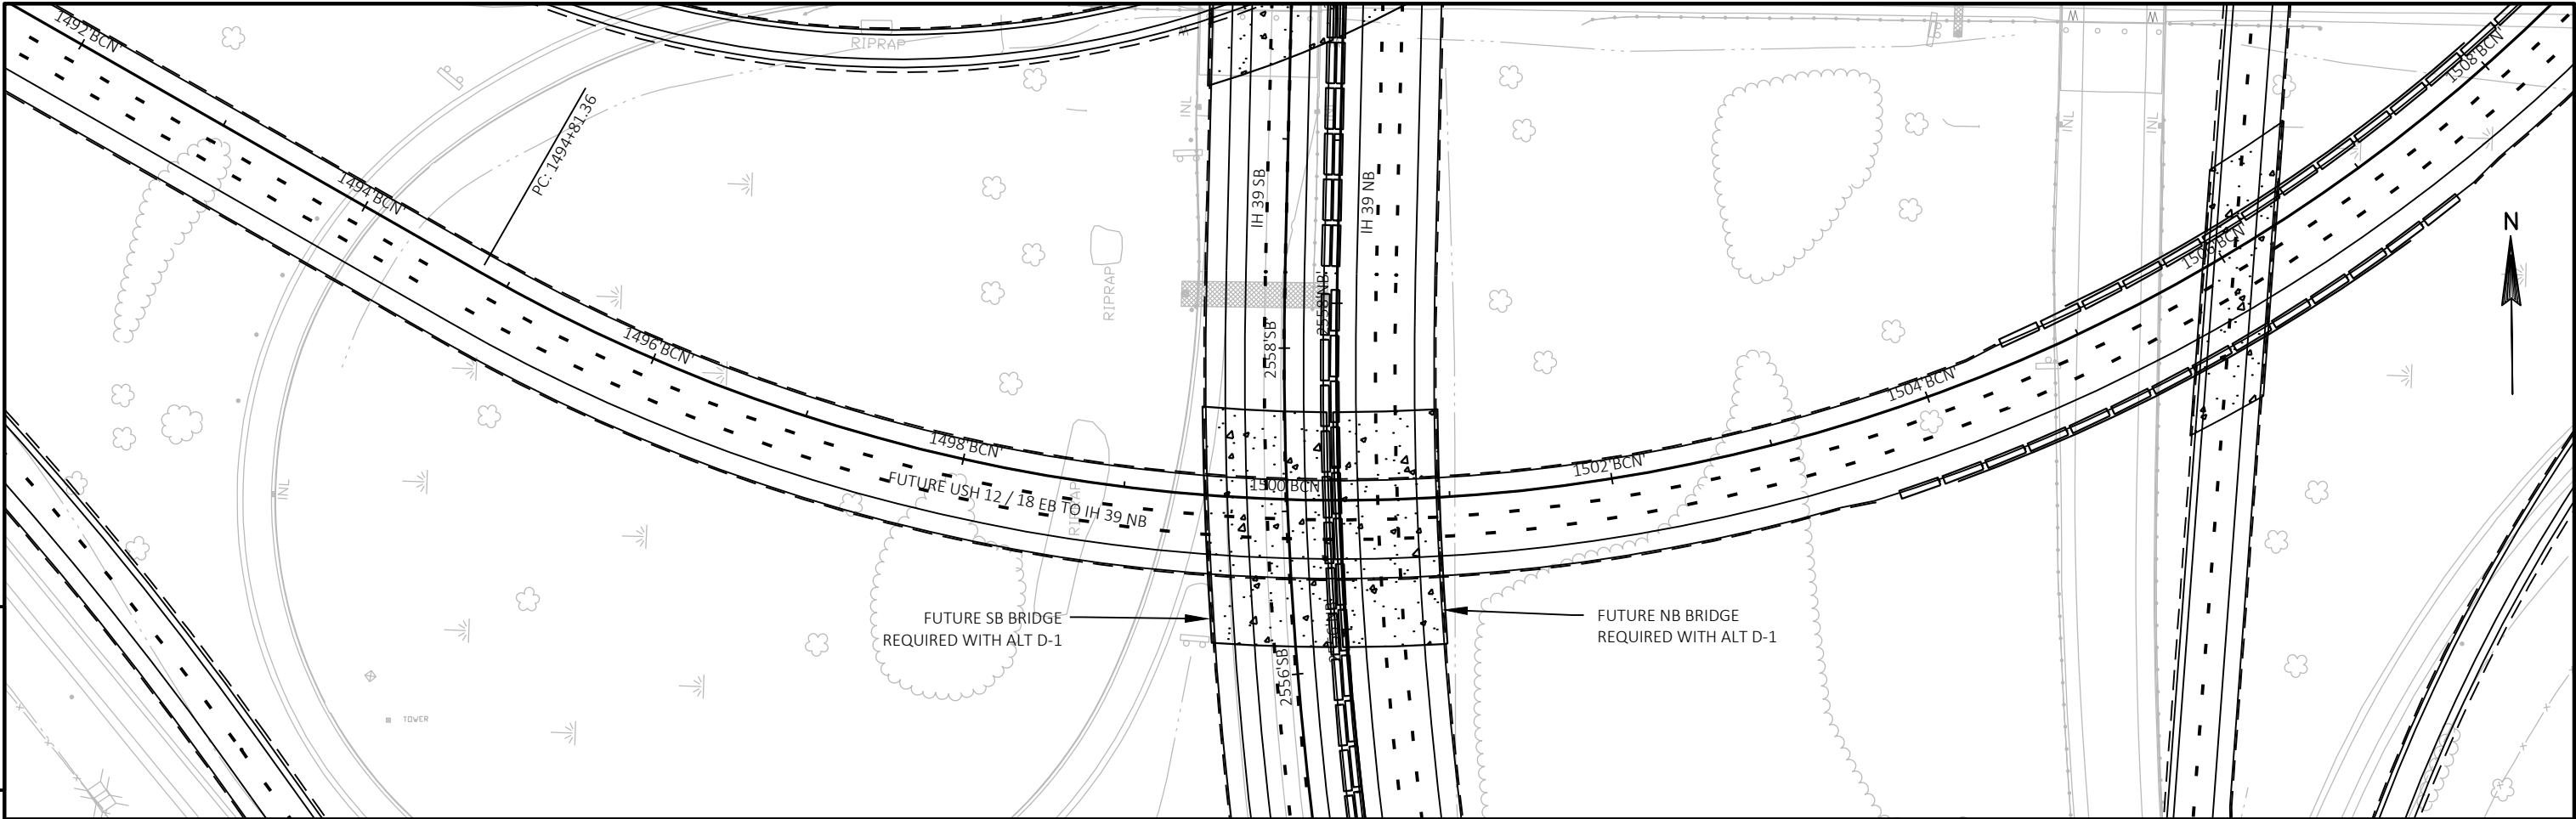 1492'BCN'
RIPRAP
1508'BCN'
PC: 1494+81.36
INL
INL
INL
1494'BCN'
IH 39 SB
IH 39 NB
N
1506'BCN'
RIPRAP
2558'NB'
2558'SB'
1496'BCN'
1504'BCN'
1498'BCN'
1502'BCN'
1500'BCN'
INL
FUTURE USH 12 / 18 EB TO IH 39 NB
RIPRAP
FUTURE SB BRIDGE
REQUIRED WITH ALT D-1
FUTURE NB BRIDGE
REQUIRED WITH ALT D-1
2556'SB'
TOWER